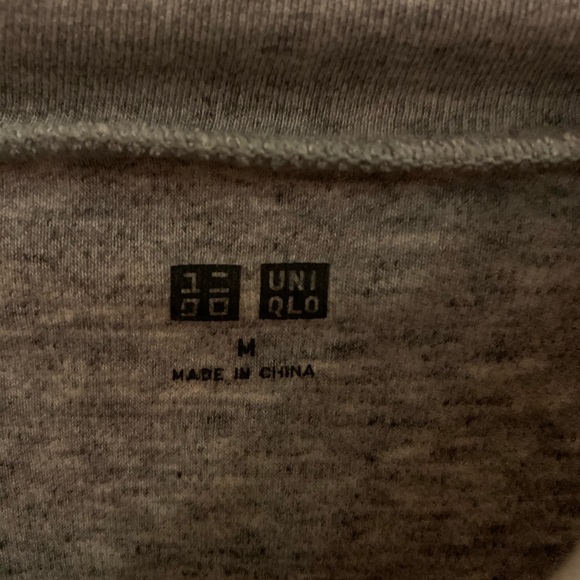 ユニ UNI
クロ QLO
M
MADE IN CHINA